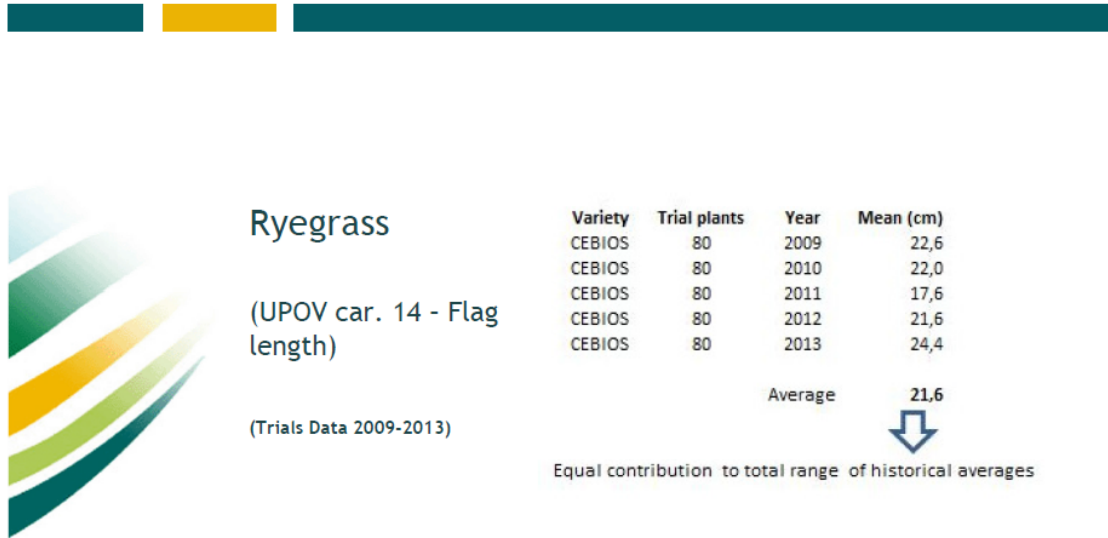 Ryegrass
(UPOV car. 14 - Flag
length)
(Trials Data 2009-2013)
Variety Trial plants Year Mean (cm)
CEBIOS 80 2009 22,6
CEBIOS 80 2010 22,0
CEBIOS 80 2011 17,6
CEBIOS 80 2012 21,6
CEBIOS 80 2013 24,4
Average 21,6
Equal contribution to total range of historical averages